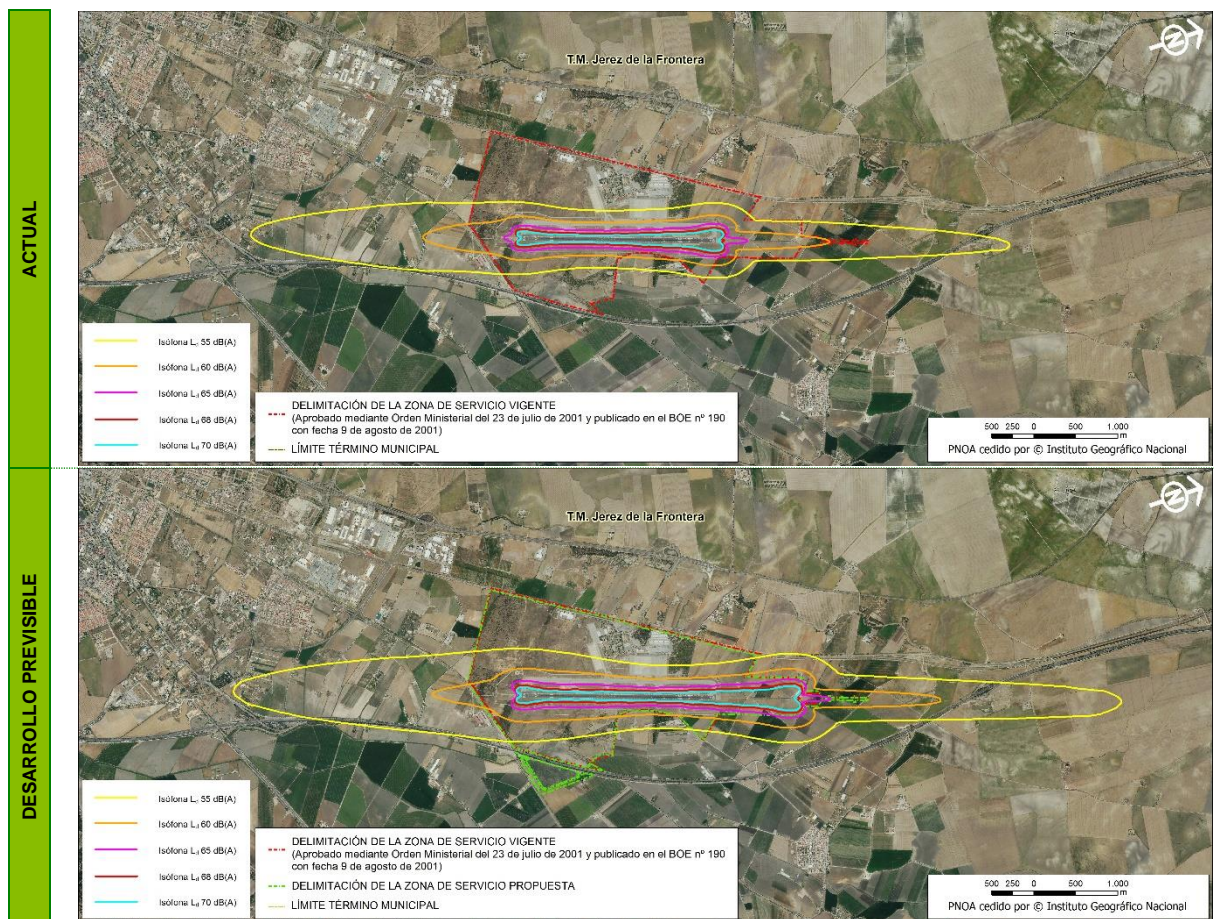 ACTUAL
T.M. Jerez de la Frontera
N
Isófona Ld 55 dB(A)
Isófona Ld 60 dB(A)
Isófona Ld 65 dB(A)
Isófona Ld 68 dB(A)
Isófona Ld 70 dB(A)
DELIMITACIÓN DE LA ZONA DE SERVICIO VIGENTE
(Aprobado mediante Orden Ministerial del 23 de julio de 2001 y publicado en el BOE nº 190
con fecha 9 de agosto de 2001)
LÍMITE TÉRMINO MUNICIPAL
500 250 0 500 1.000
m
PNOA cedido por © Instituto Geográfico Nacional
DESARROLLO PREVISIBLE
T.M. Jerez de la Frontera
N
Isófona Ld 55 dB(A)
Isófona Ld 60 dB(A)
Isófona Ld 65 dB(A)
Isófona Ld 68 dB(A)
Isófona Ld 70 dB(A)
DELIMITACIÓN DE LA ZONA DE SERVICIO VIGENTE
(Aprobado mediante Orden Ministerial del 23 de julio de 2001 y publicado en el BOE nº 190
con fecha 9 de agosto de 2001)
DELIMITACIÓN DE LA ZONA DE SERVICIO PROPUESTA
LÍMITE TÉRMINO MUNICIPAL
500 250 0 500 1.000
m
PNOA cedido por © Instituto Geográfico Nacional